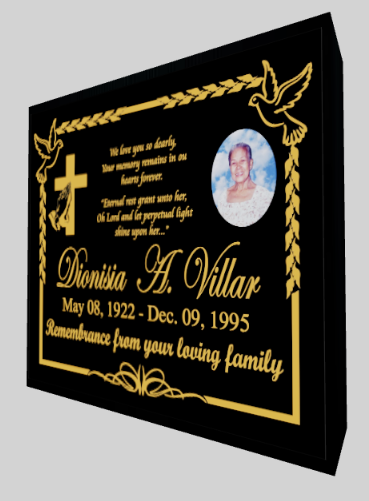 We love you so dearly,
Your memory remains in ou
hearts forever.
"Eternal rest grant unto her,
Oh Lord and let perpetual light
shine upon her..."
Dionisia A. Villar
May 08, 1922 - Dec. 09, 1995
Remembrance from your loving family